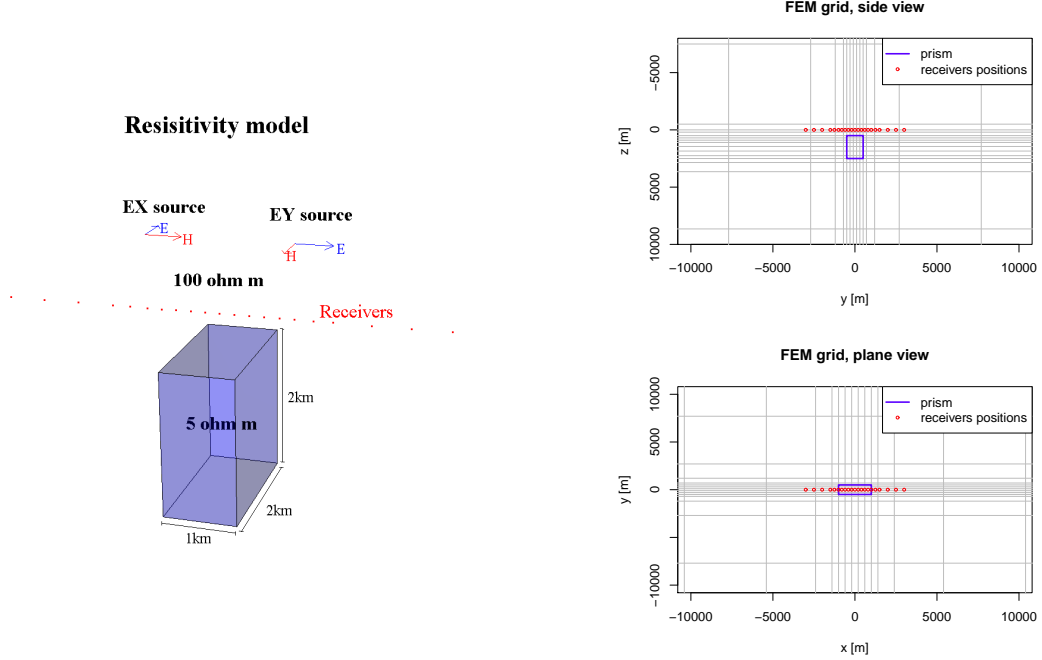 Resisitivity model
EX source
E
H
EY source
H
E
100 ohm m
Receivers
5 ohm m
2km
2km
1km
FEM grid, side view
prism
receivers positions
z [m]
−5000
0
5000
10000
−10000
−5000
0
5000
10000
y [m]
FEM grid, plane view
prism
receivers positions
y [m]
10000
5000
0
−10000
−10000
−5000
0
5000
10000
x [m]